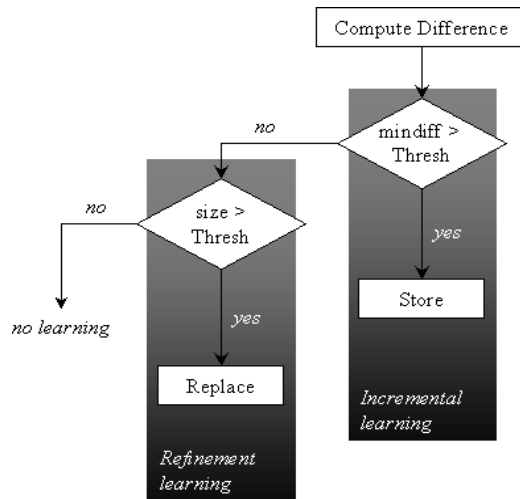 Compute Difference
no
mindiff >
Thresh
no
size >
Thresh
yes
Store
no learning
yes
Replace
Incremental
learning
Refinement
learning